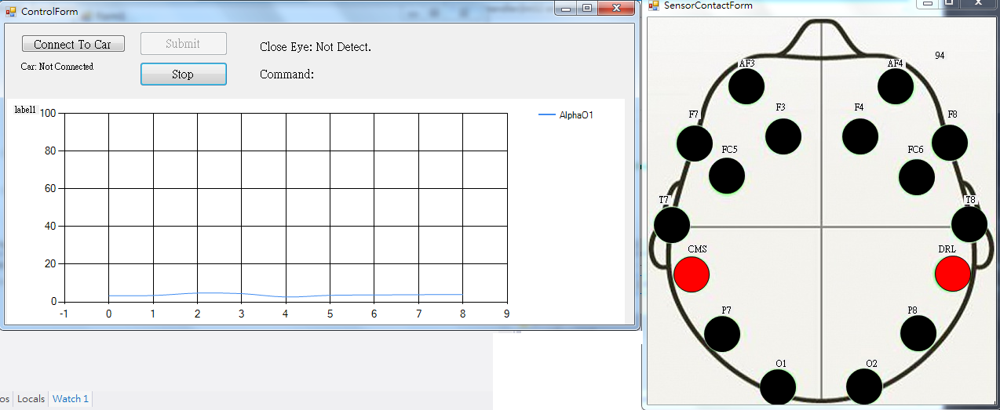 ControlForm
Connect To Car
Submit
Close Eye: Not Detect.
Car: Not Connected
Stop
Command:
label1
100
80
60
40
20
0
-1 0 1 2 3 4 5 6 7 8 9
AlphaO1
os Locals Watch 1
SensorContactForm
94
AF3 AF4
F7 F3 F4 F8
FC5 FC6
T7 T8
CMS DRL
P7 P8
O1 O2